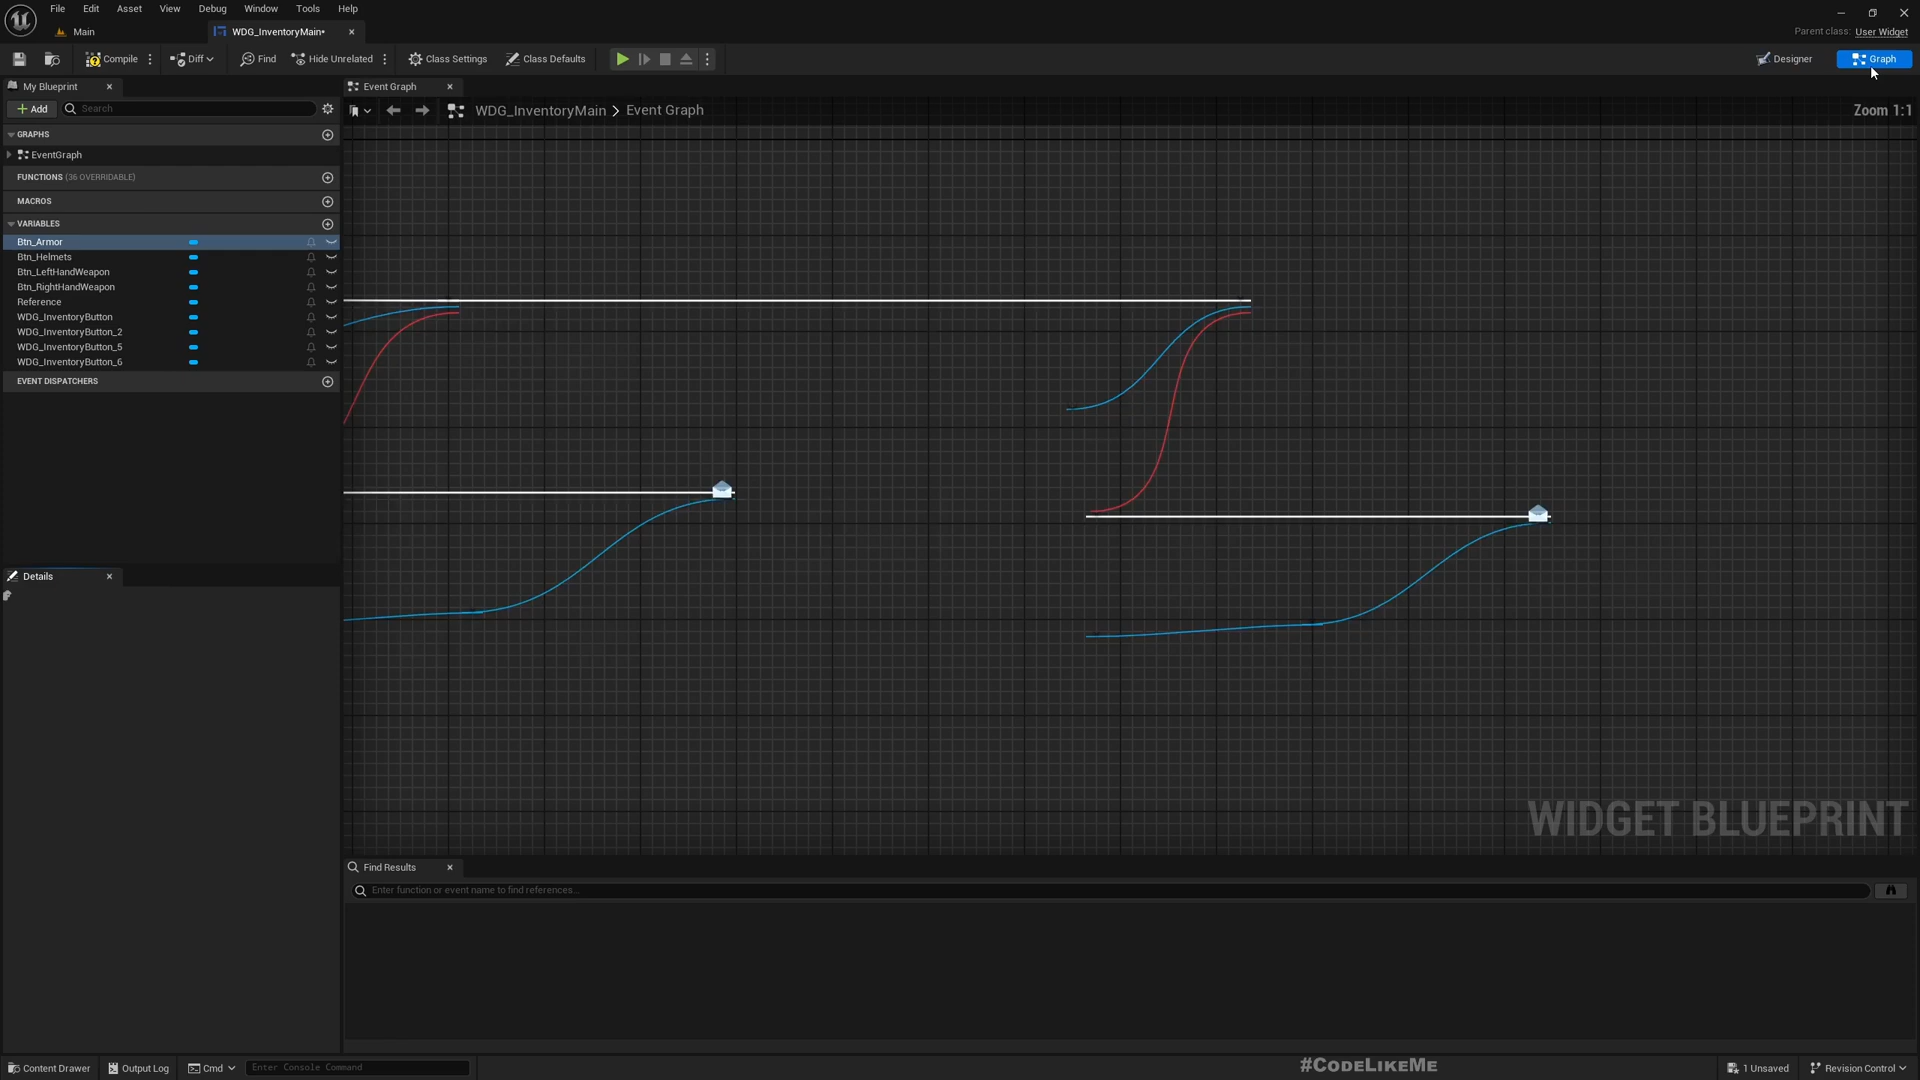 File Edit Asset View Debug Window Tools Help
Main
WDG_InventoryMain•
Parent class: User Widget
Compile
Diff
Find
Hide Unrelated
Class Settings
Class Defaults
Designer
Graph
My Blueprint
Event Graph
Add
Search
WDG_InventoryMain > Event Graph
Zoom 1:1
GRAPHS
EventGraph
FUNCTIONS (36 OVERRIDABLE)
MACROS
VARIABLES
Btn_Armor
Btn_Helmets
Btn_LeftHandWeapon
Btn_RightHandWeapon
Reference
WDG_InventoryButton
WDG_InventoryButton_2
WDG_InventoryButton_5
WDG_InventoryButton_6
EVENT DISPATCHERS
Details
WIDGET BLUEPRINT
Find Results
Enter function or event name to find references...
Content Drawer
Output Log
Cmd
Enter Console Command
#CODELIKEME
1 Unsaved
Revision Control